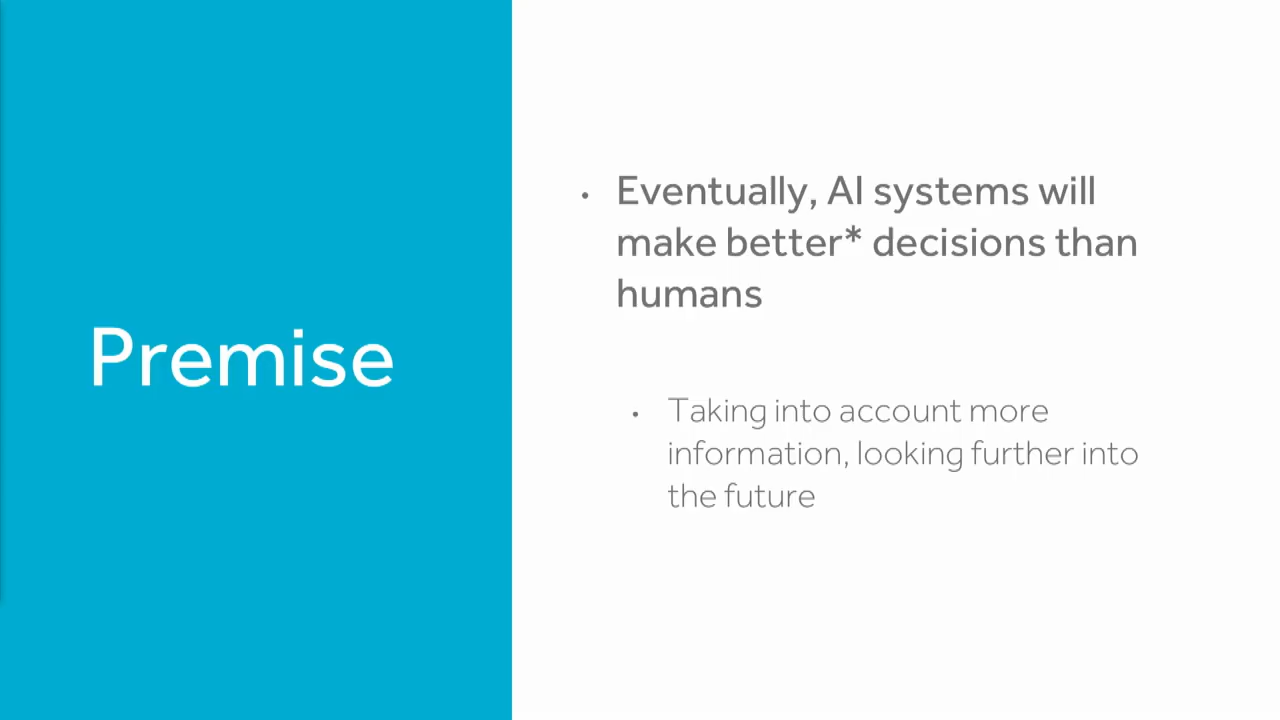 Premise
• Eventually, AI systems will
make better* decisions than
humans
• Taking into account more
information, looking further into
the future